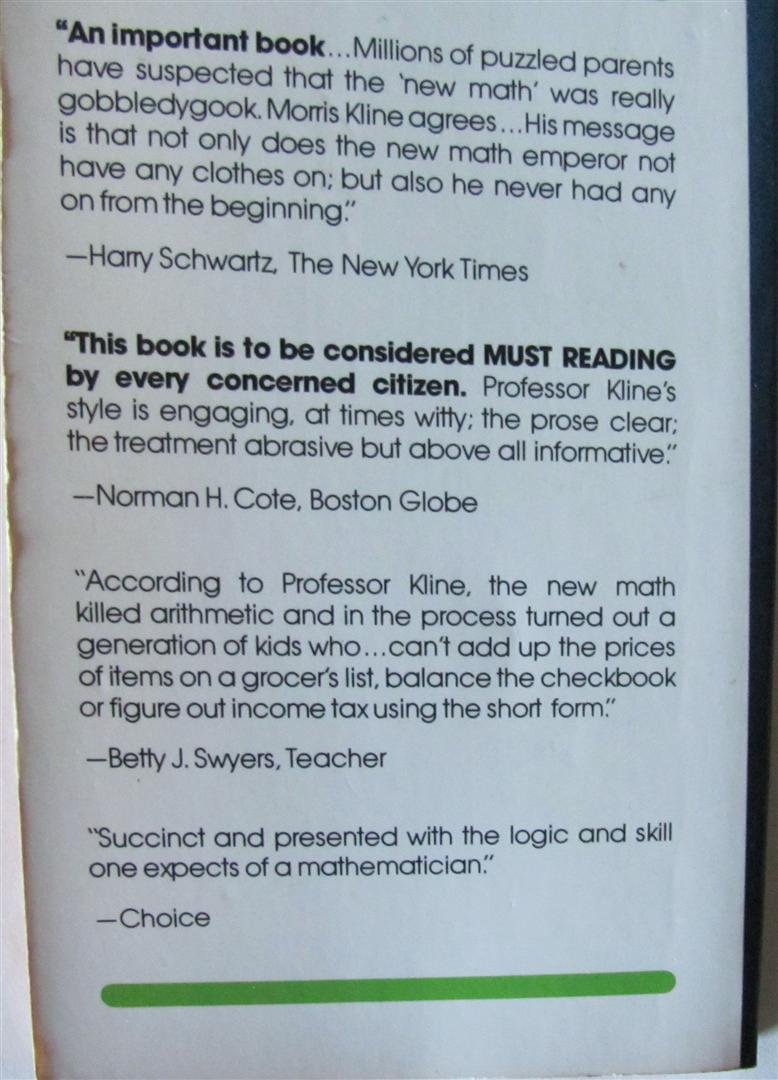 “An important book...Millions of puzzled parents
have suspected that the ‘new math’ was really
gobbledygook. Morris Kline agrees...His message
is that not only does the new math emperor not
have any clothes on; but also he never had any
on from the beginning.”
—Harry Schwartz, The New York Times
“This book is to be considered MUST READING
by every concerned citizen. Professor Kline's
style is engaging, at times witty; the prose clear;
the treatment abrasive but above all informative.”
—Norman H. Cote, Boston Globe
“According to Professor Kline, the new math
killed arithmetic and in the process turned out a
generation of kids who...can't add up the prices
of items on a grocer's list, balance the checkbook
or figure out income tax using the short form.”
—Betty J. Swyers, Teacher
“Succinct and presented with the logic and skill
one expects of a mathematician.”
—Choice